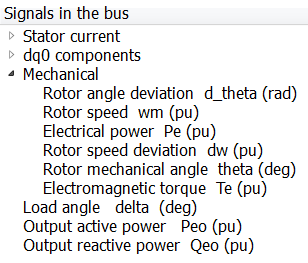 Signals in the bus
Stator current
dq0 components
Mechanical
Rotor angle deviation d_theta (rad)
Rotor speed wm (pu)
Electrical power Pe (pu)
Rotor speed deviation dw (pu)
Rotor mechanical angle theta (deg)
Electromagnetic torque Te (pu)
Load angle delta (deg)
Output active power Peo (pu)
Output reactive power Qeo (pu)